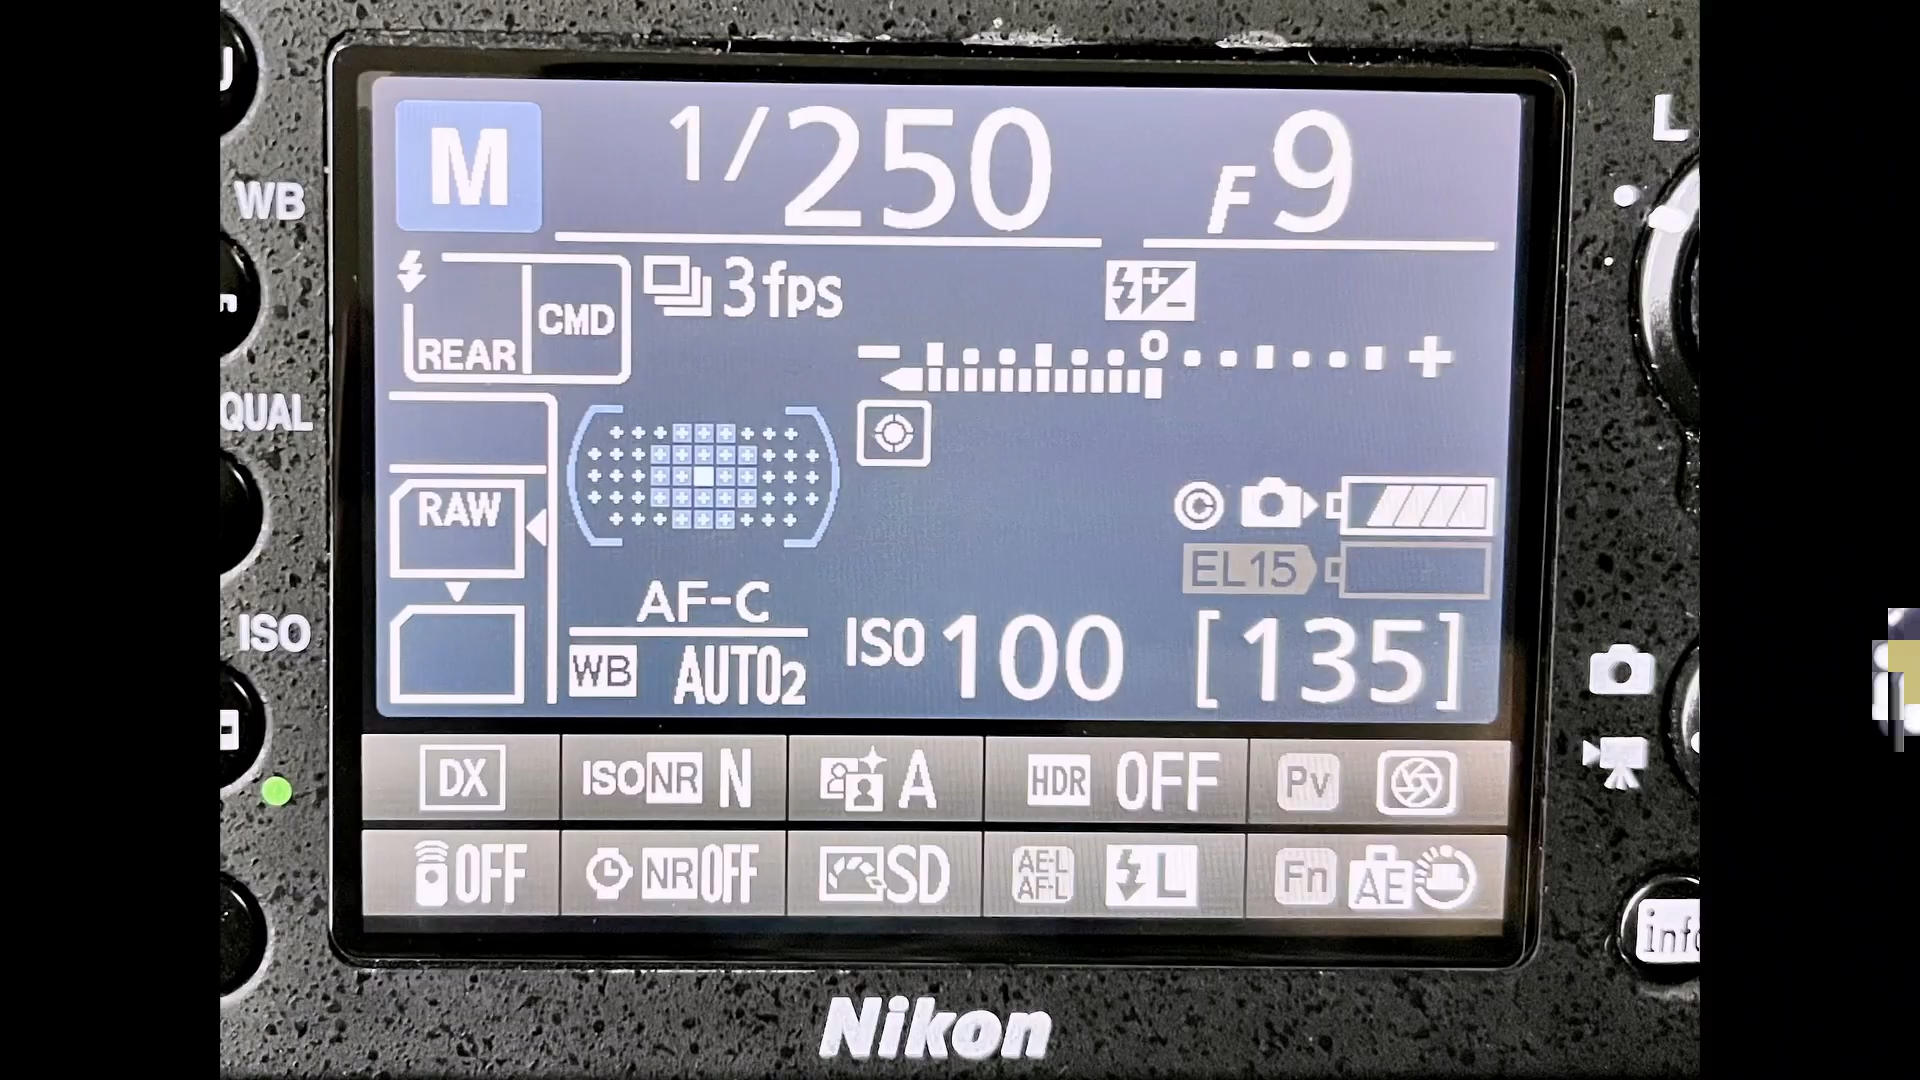 M 1/250 F9
WB
REAR CMD 3fps
QUAL
RAW
C
EL15
AF-C
ISO
WB AUTO2 ISO 100 [135]
DX ISO NR N A HDR OFF Pv
OFF NR OFF SD AE-L AF-L L Fn AE
info
L
Nikon